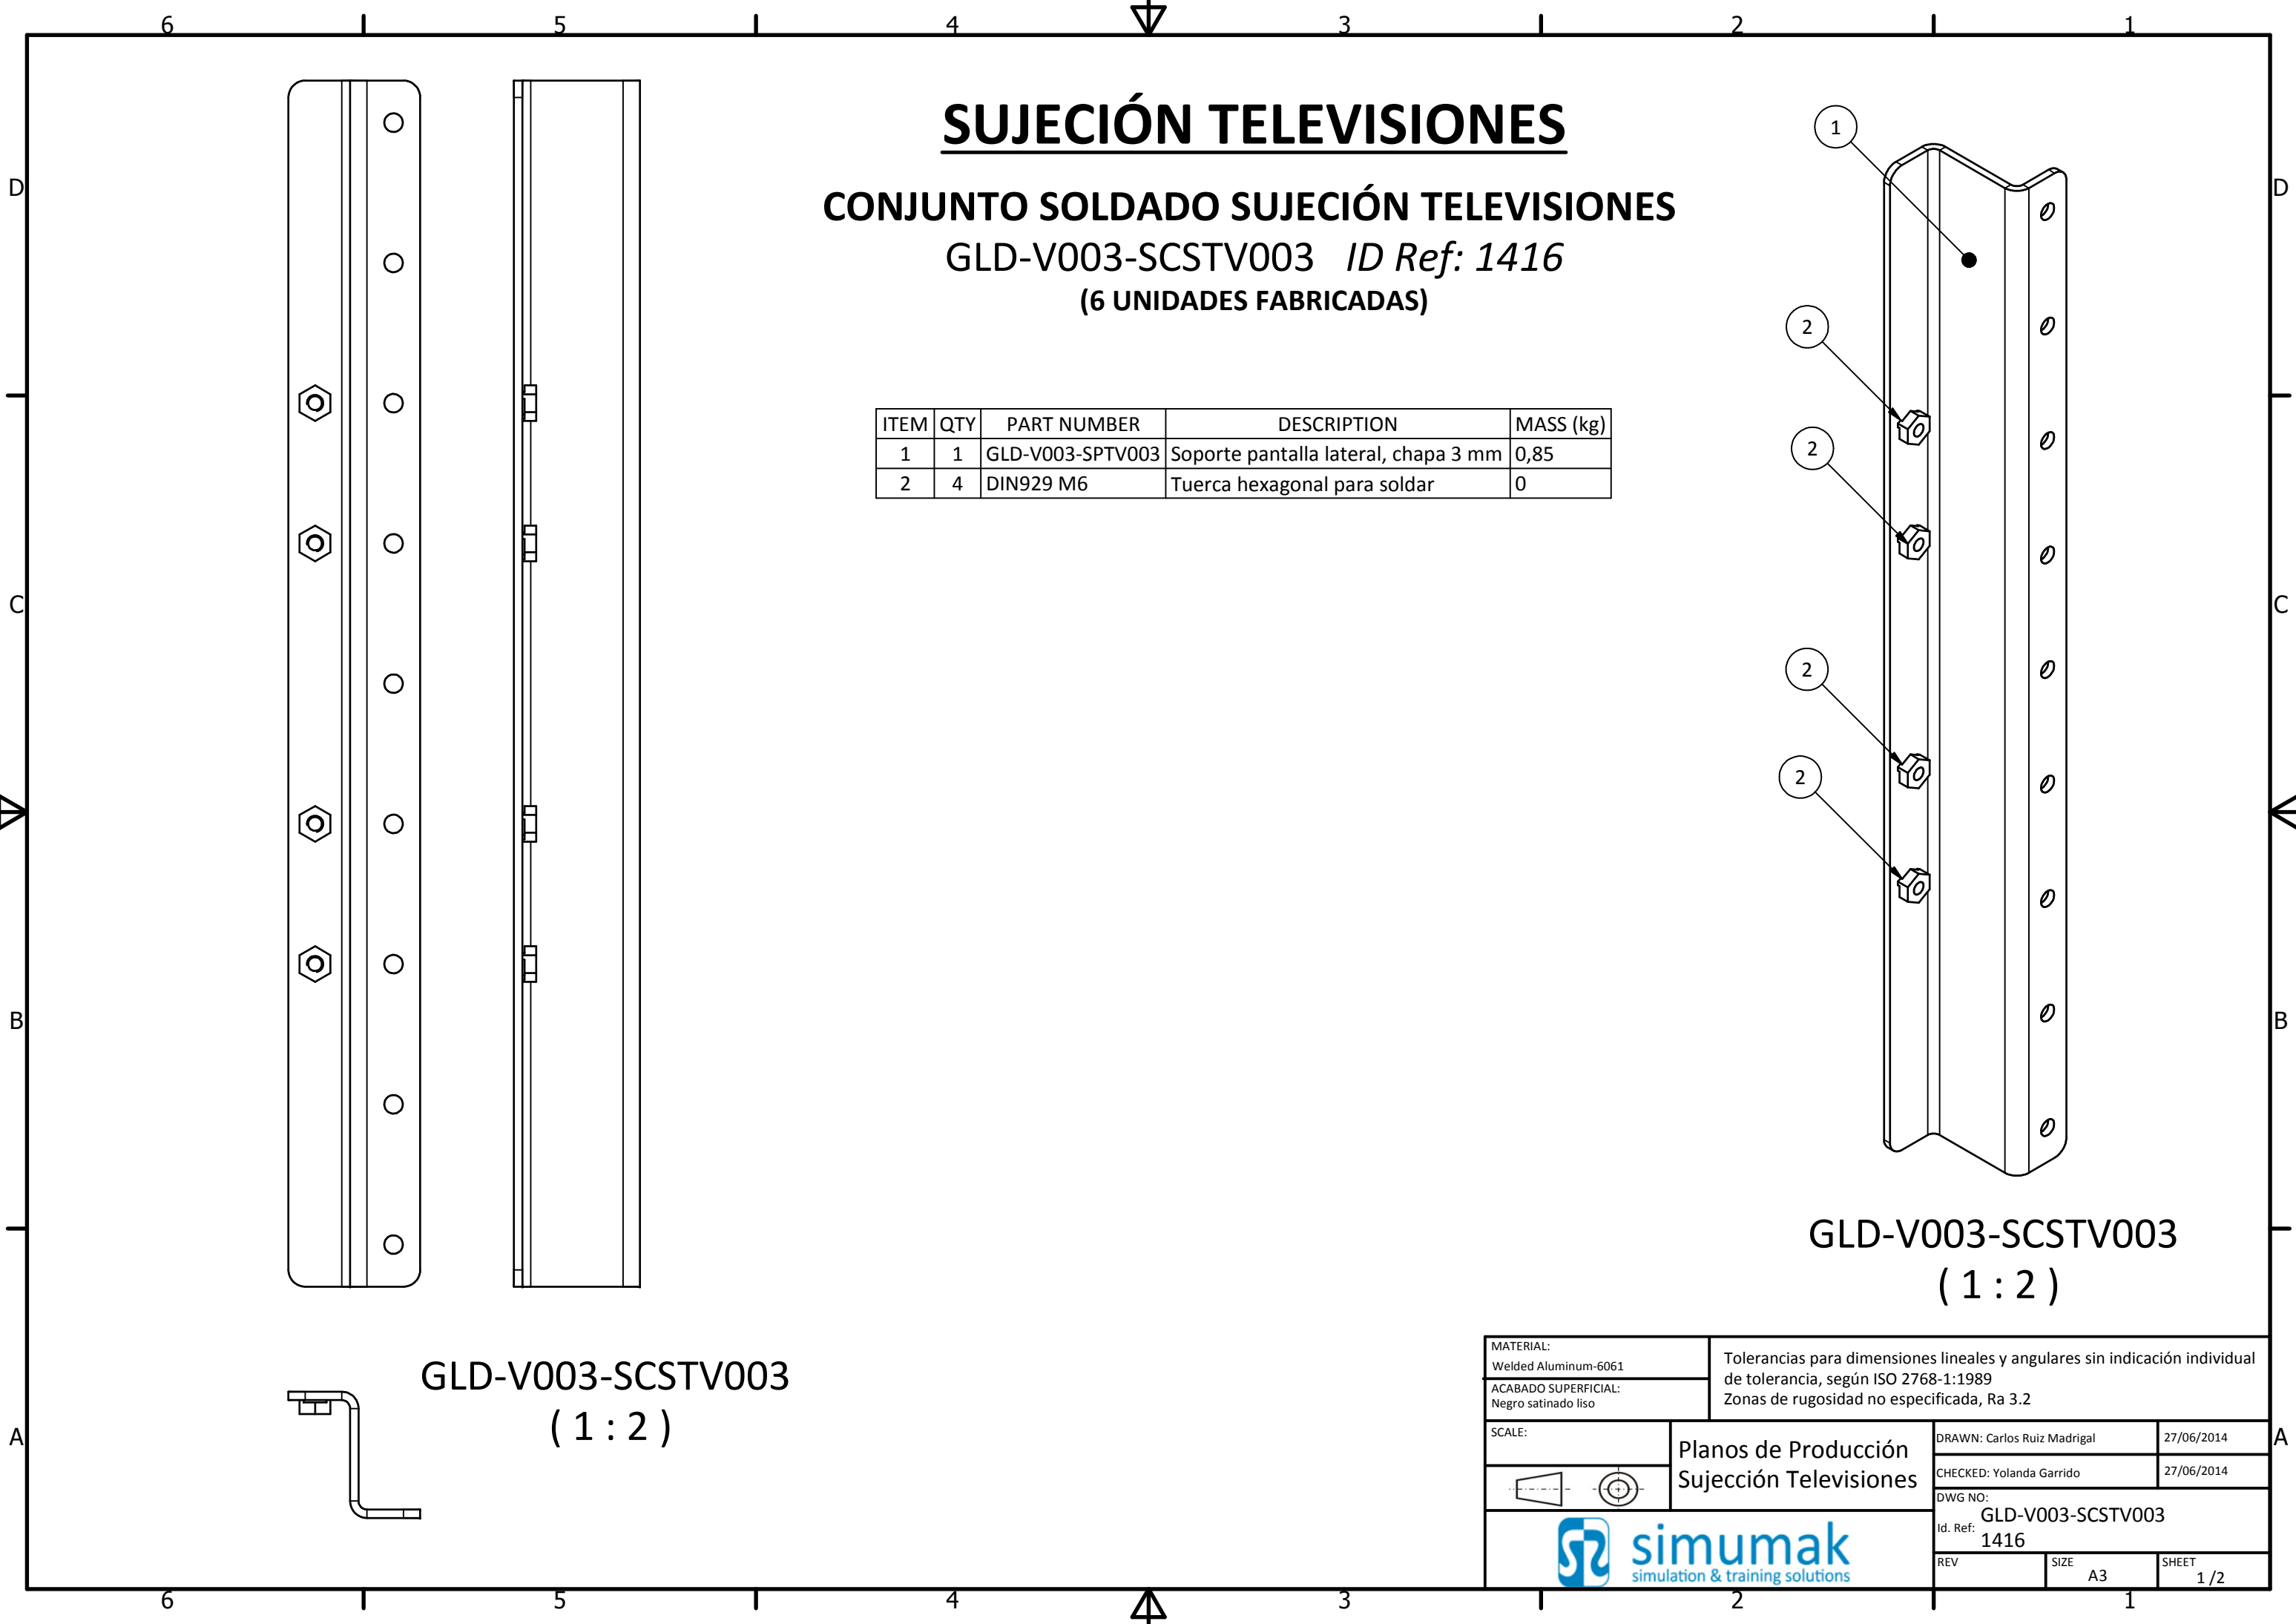 6 5 4 3 2 1
SUJECIÓN TELEVISIONES
CONJUNTO SOLDADO SUJECIÓN TELEVISIONES
GLD-V003-SCSTV003 ID Ref: 1416
(6 UNIDADES FABRICADAS)
ITEM QTY PART NUMBER DESCRIPTION MASS (kg)
1 1 GLD-V003-SPTV003 Soporte pantalla lateral, chapa 3 mm 0,85
2 4 DIN929 M6 Tuerca hexagonal para soldar 0
1
2
2
2
2
D D
C C
B B
A A
GLD-V003-SCSTV003
( 1 : 2 )
GLD-V003-SCSTV003
( 1 : 2 )
MATERIAL:
Welded Aluminum-6061
ACABADO SUPERFICIAL:
Negro satinado liso
Tolerancias para dimensiones lineales y angulares sin indicación individual
de tolerancia, según ISO 2768-1:1989
Zonas de rugosidad no especificada, Ra 3.2
SCALE:
Planos de Producción
Sujección Televisiones
DRAWN: Carlos Ruiz Madrigal 27/06/2014
CHECKED: Yolanda Garrido 27/06/2014
DWG NO:
GLD-V003-SCSTV003
Id. Ref: 1416
REV SIZE SHEET
A3 1 /2
simumak
simulation & training solutions
6 5 4 3 2 1